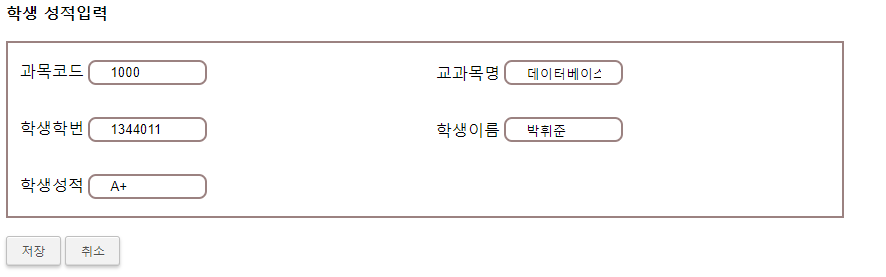 학생 성적입력
과목코드 1000 교과목명 데이터베이스
학생학번 1344011 학생이름 박휘준
학생성적 A+
저장 취소